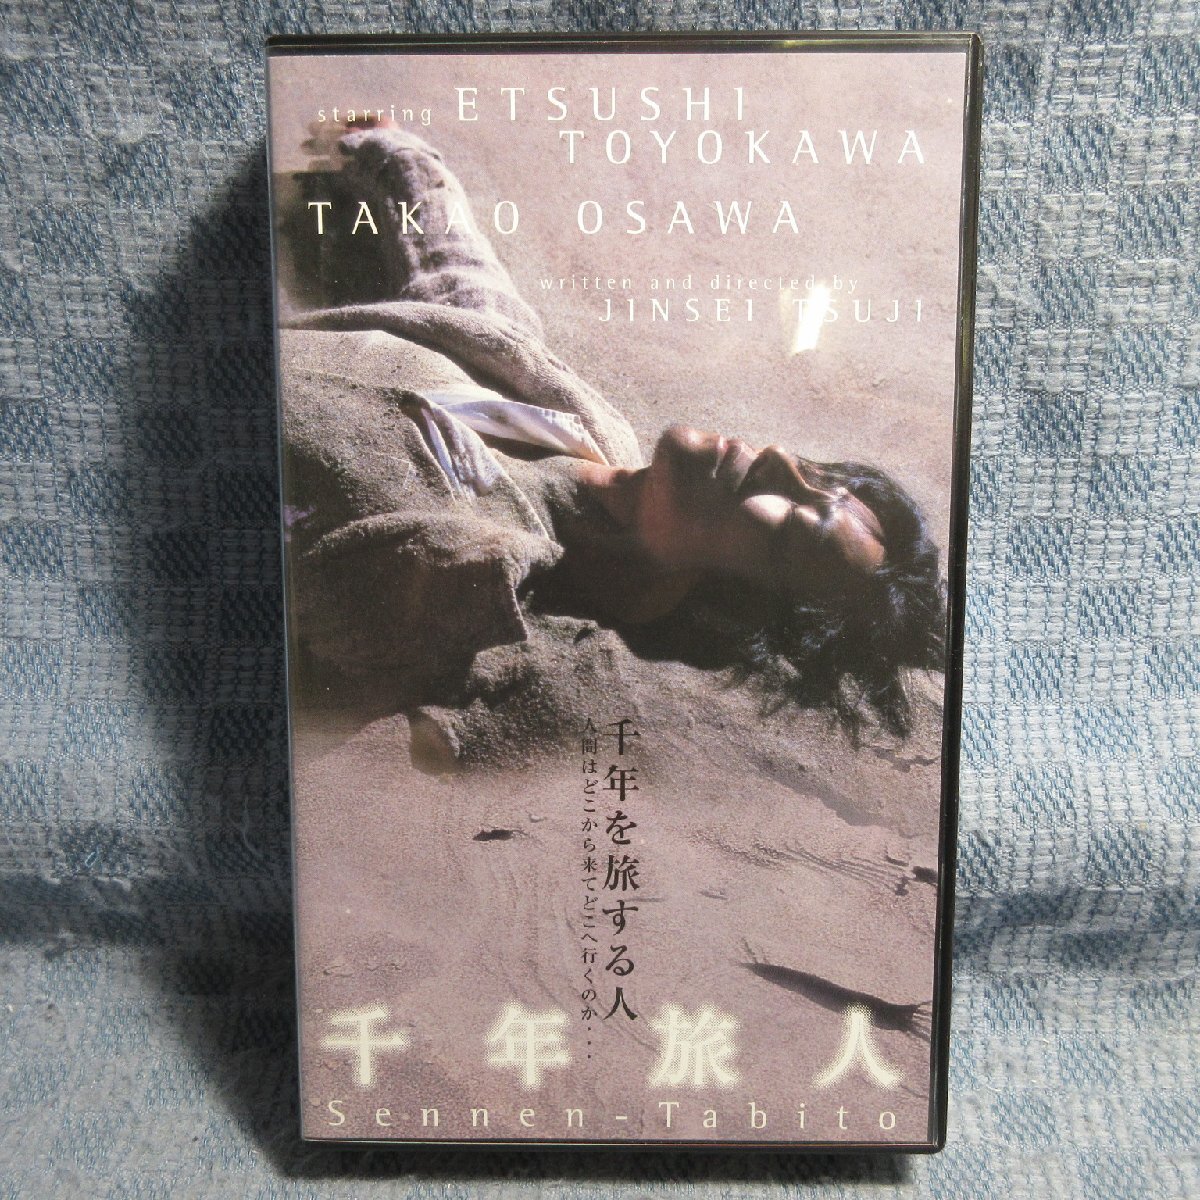 starring ETSUSHI
TOYOKAWA
TAKAO OSAWA
written and directed by
JINSEI TSUJI
千年を旅する人
人間はどこから来てどこへ行くのか・・・
千年旅人
Sennen-Tabito